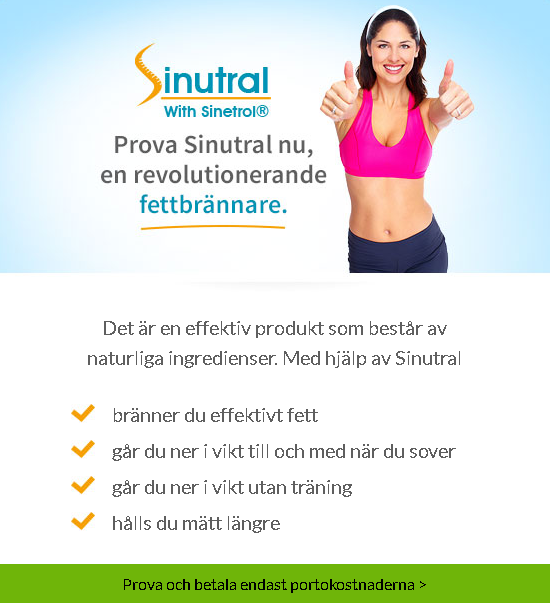 Sinutral
With Sinetrol®
Prova Sinutral nu,
en revolutionerande
fettbrännare.
Det är en effektiv produkt som består av
naturliga ingredienser. Med hjälp av Sinutral
bränner du effektivt fett
går du ner i vikt till och med när du sover
går du ner i vikt utan träning
hålls du mätt längre
Prova och betala endast portokostnaderna >